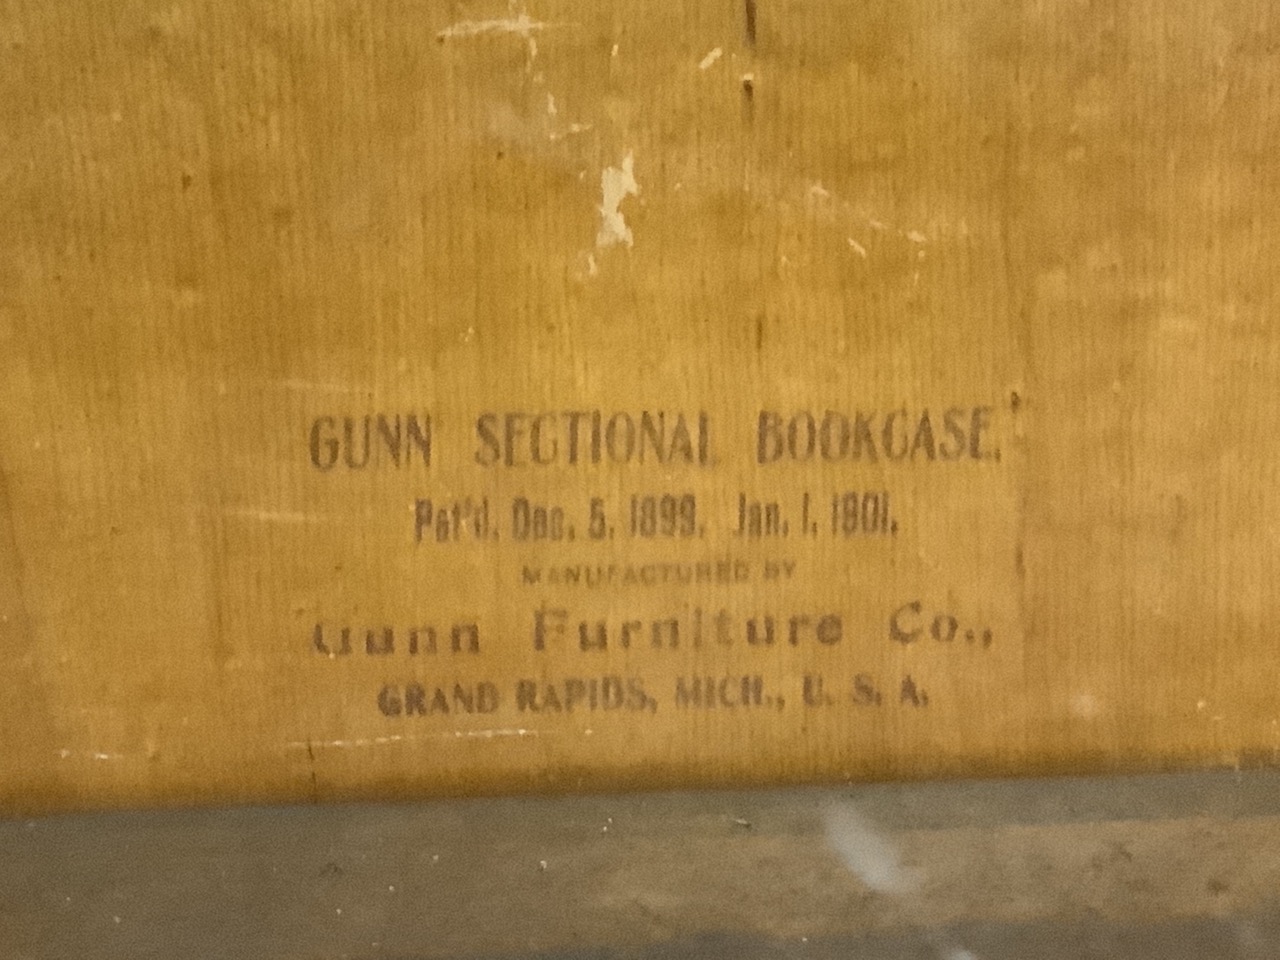 GUNN SECTIONAL BOOKCASE.
Pat'd. Dec. 5, 1899. Jan. 1, 1901.
MANUFACTURED BY
Gunn Furniture Co.,
GRAND RAPIDS, MICH., U. S. A.